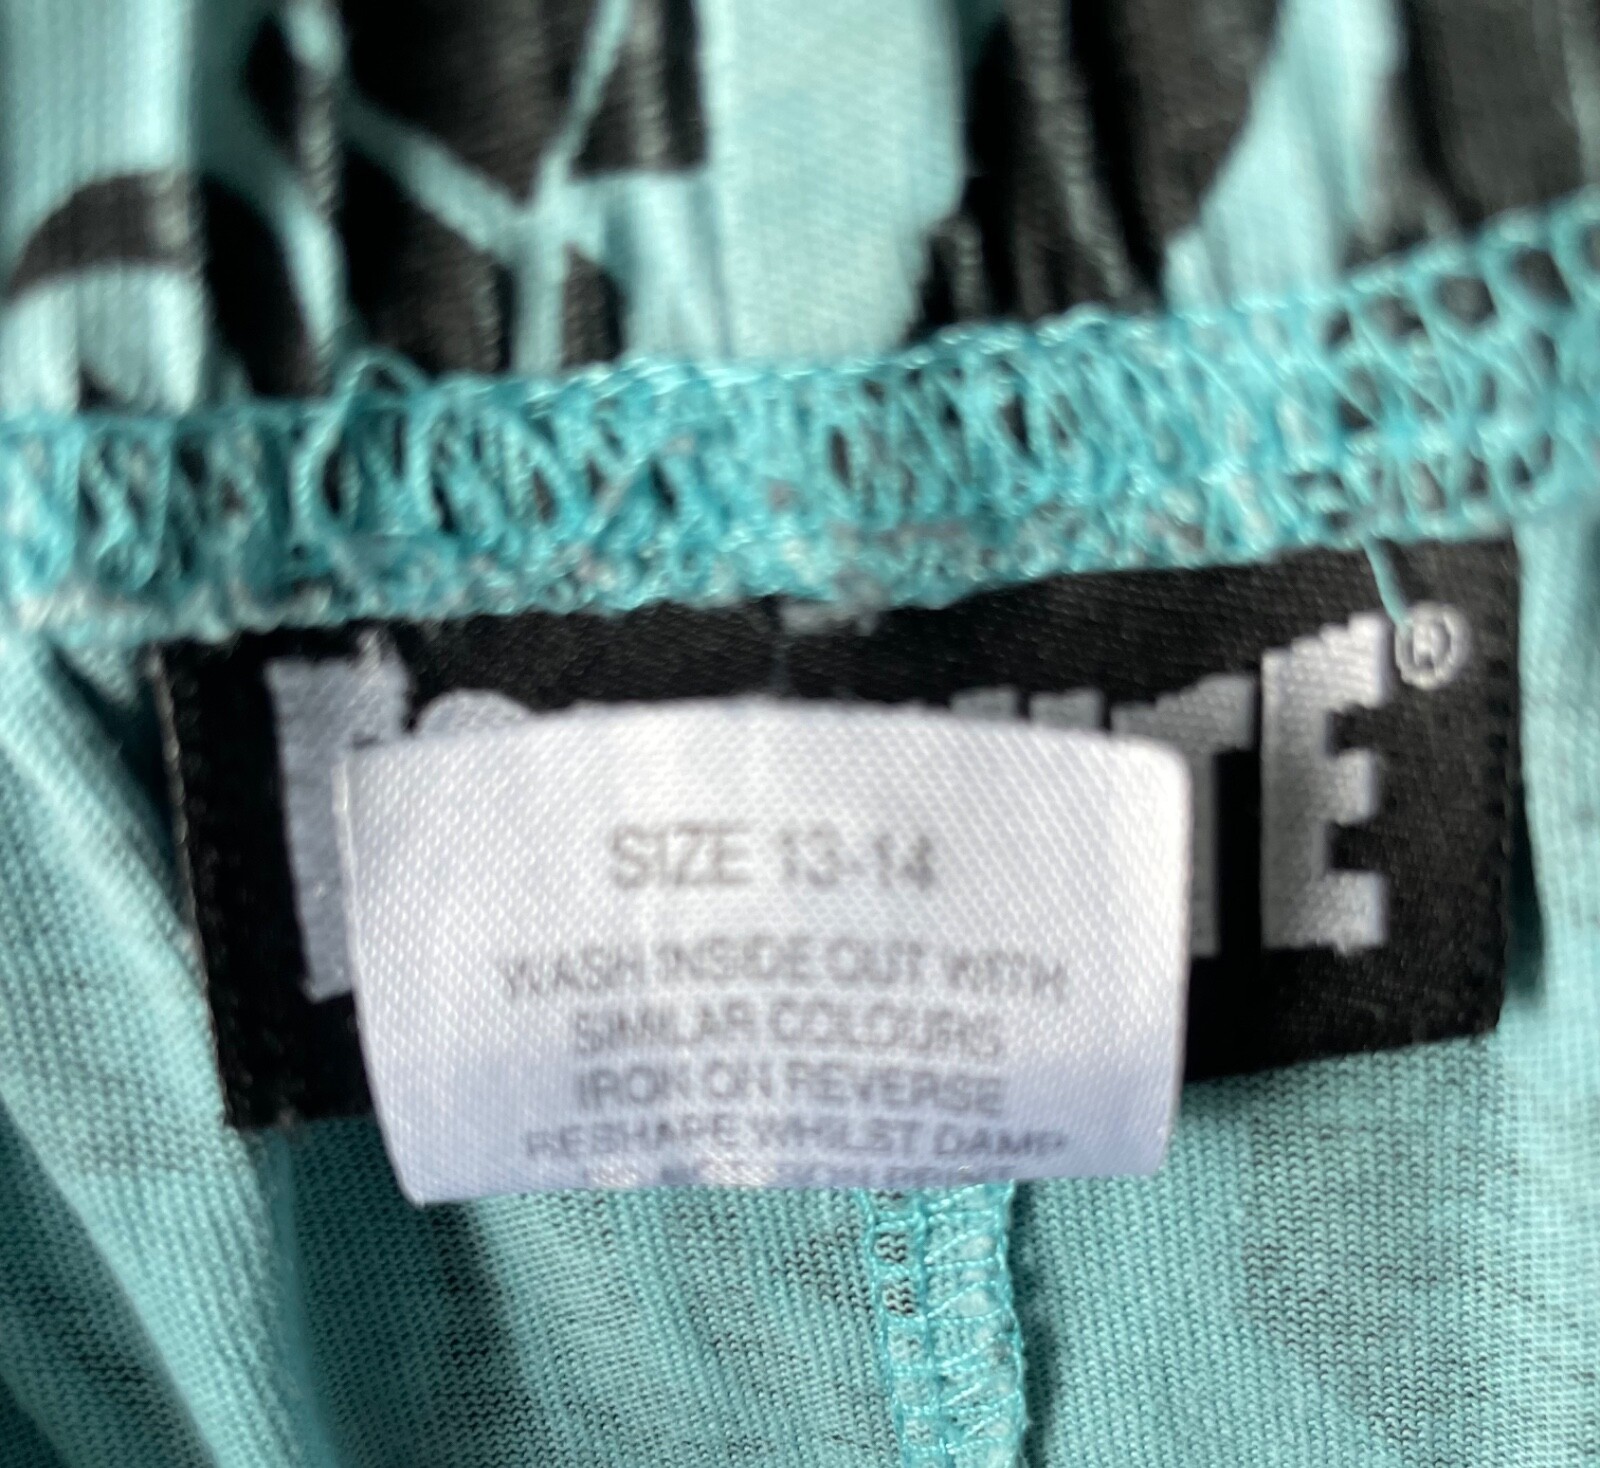 ®
SIZE 13-14
WASH INSIDE OUT WITH
SIMILAR COLOURS
IRON ON REVERSE
RESHAPE WHILST DAMP